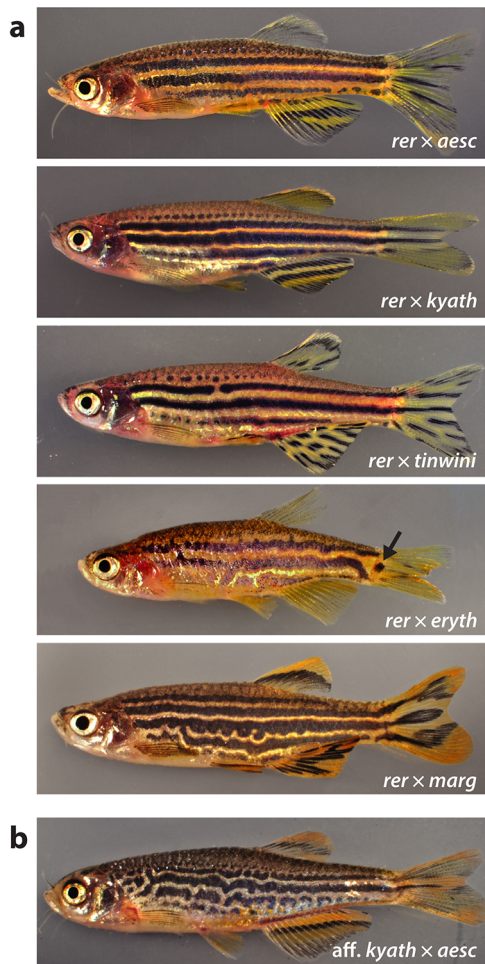 a
rer × aesc
rer × kyath
rer × tinwini
rer × eryth
rer × marg
b
aff. kyath × aesc